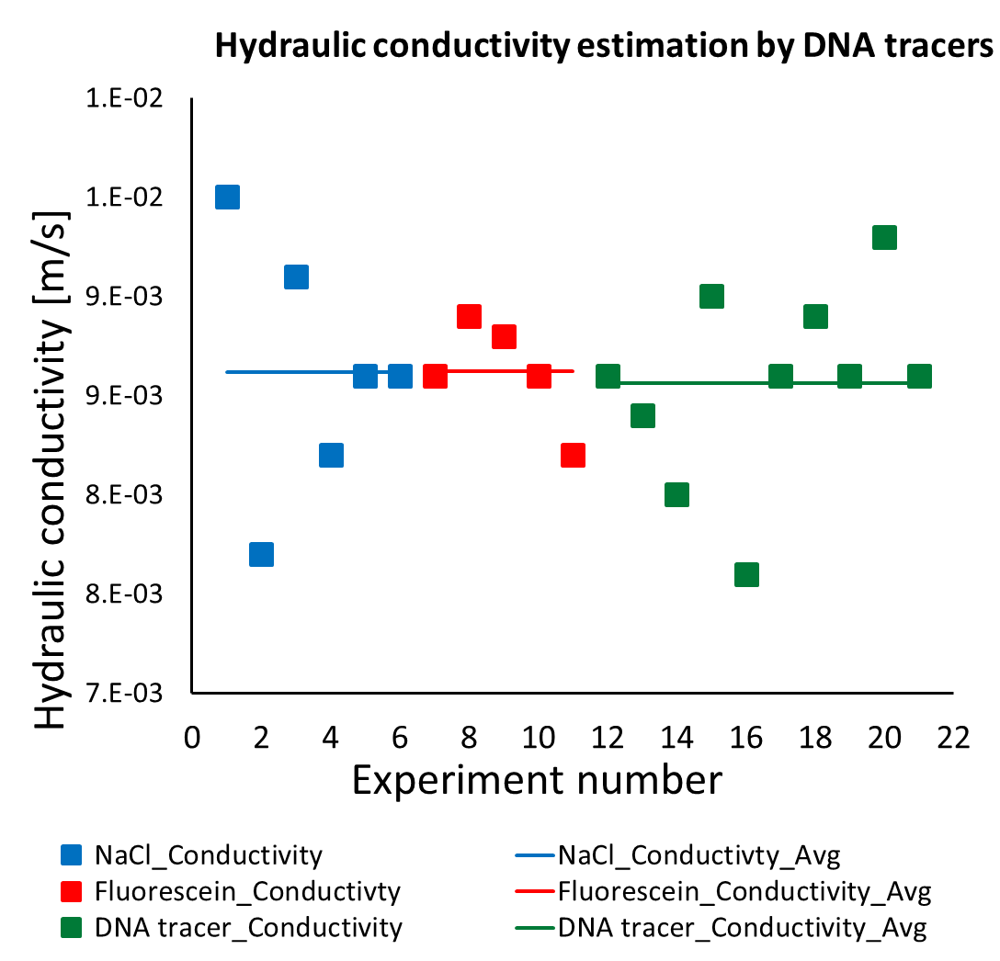 Hydraulic conductivity estimation by DNA tracers
1.E-02
1.E-02
9.E-03
9.E-03
8.E-03
8.E-03
7.E-03
Hydraulic conductivity [m/s]
0 2 4 6 8 10 12 14 16 18 20 22
Experiment number
NaCl_Conductivity
NaCl_Conductivty_Avg
Fluorescein_Conductivty
Fluorescein_Conductivity_Avg
DNA tracer_Conductivity
DNA tracer_Conductivity_Avg